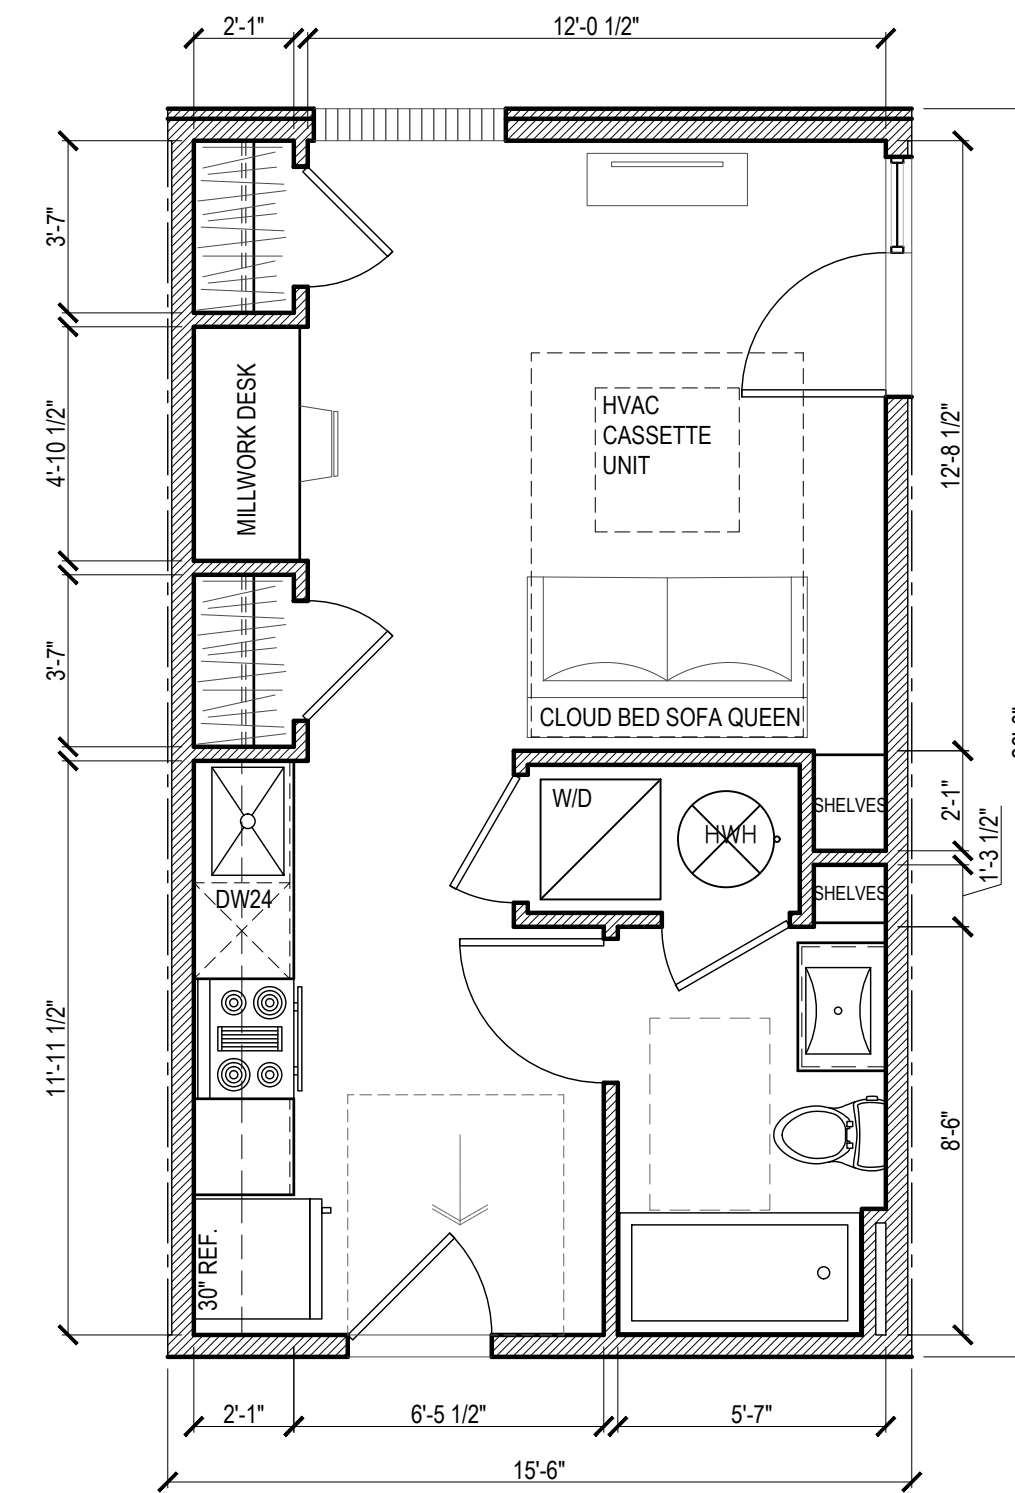 2'-1"
12'-0 1/2"
3'-7"
4'-10 1/2"
MILLWORK DESK
HVAC
CASSETTE
UNIT
12'-8 1/2"
3'-7"
CLOUD BED SOFA QUEEN
W/D
HWH
SHELVES
2'-1"
1'-3 1/2"
SHELVES
DW24
11'-11 1/2"
8'-6"
30" REF.
2'-1"
6'-5 1/2"
5'-7"
15'-6"